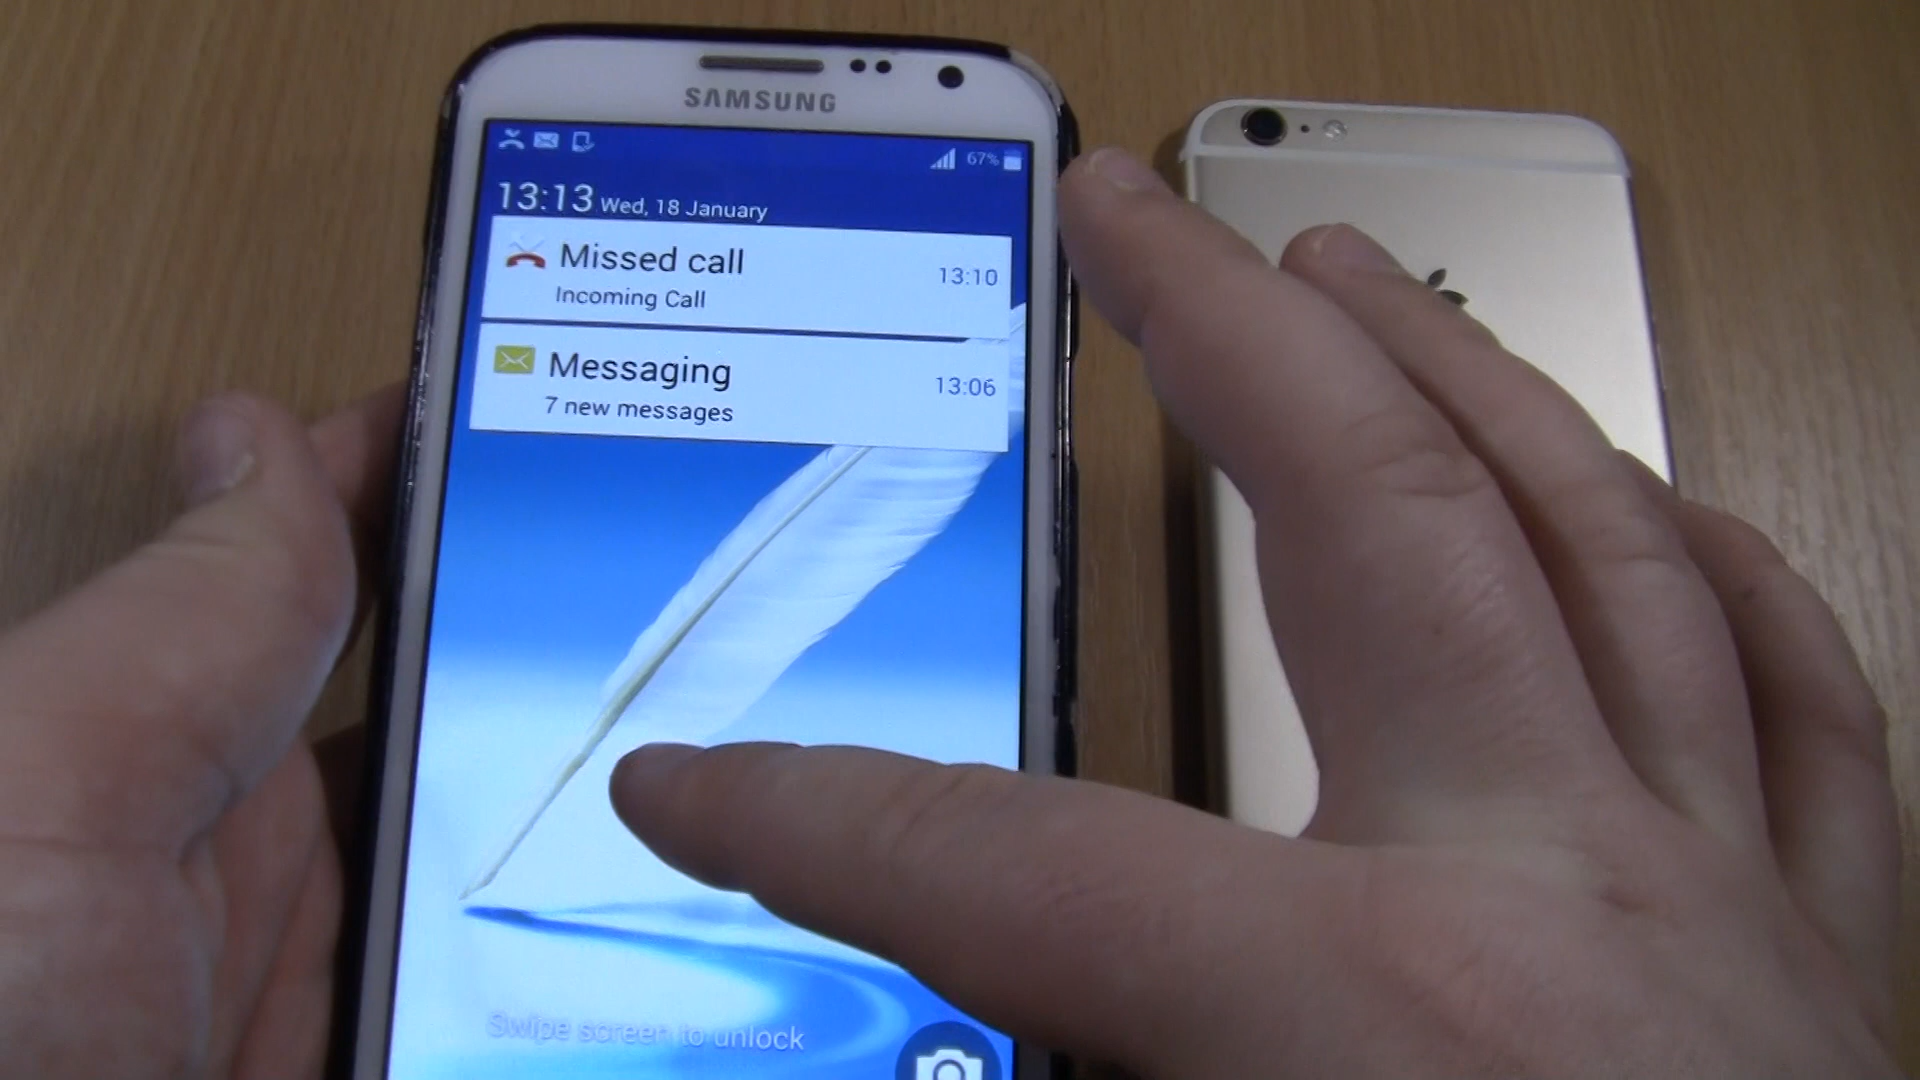 SAMSUNG
67%
13:13 Wed, 18 January
Missed call
13:10
Incoming Call
Messaging
13:06
7 new messages
Swipe screen to unlock